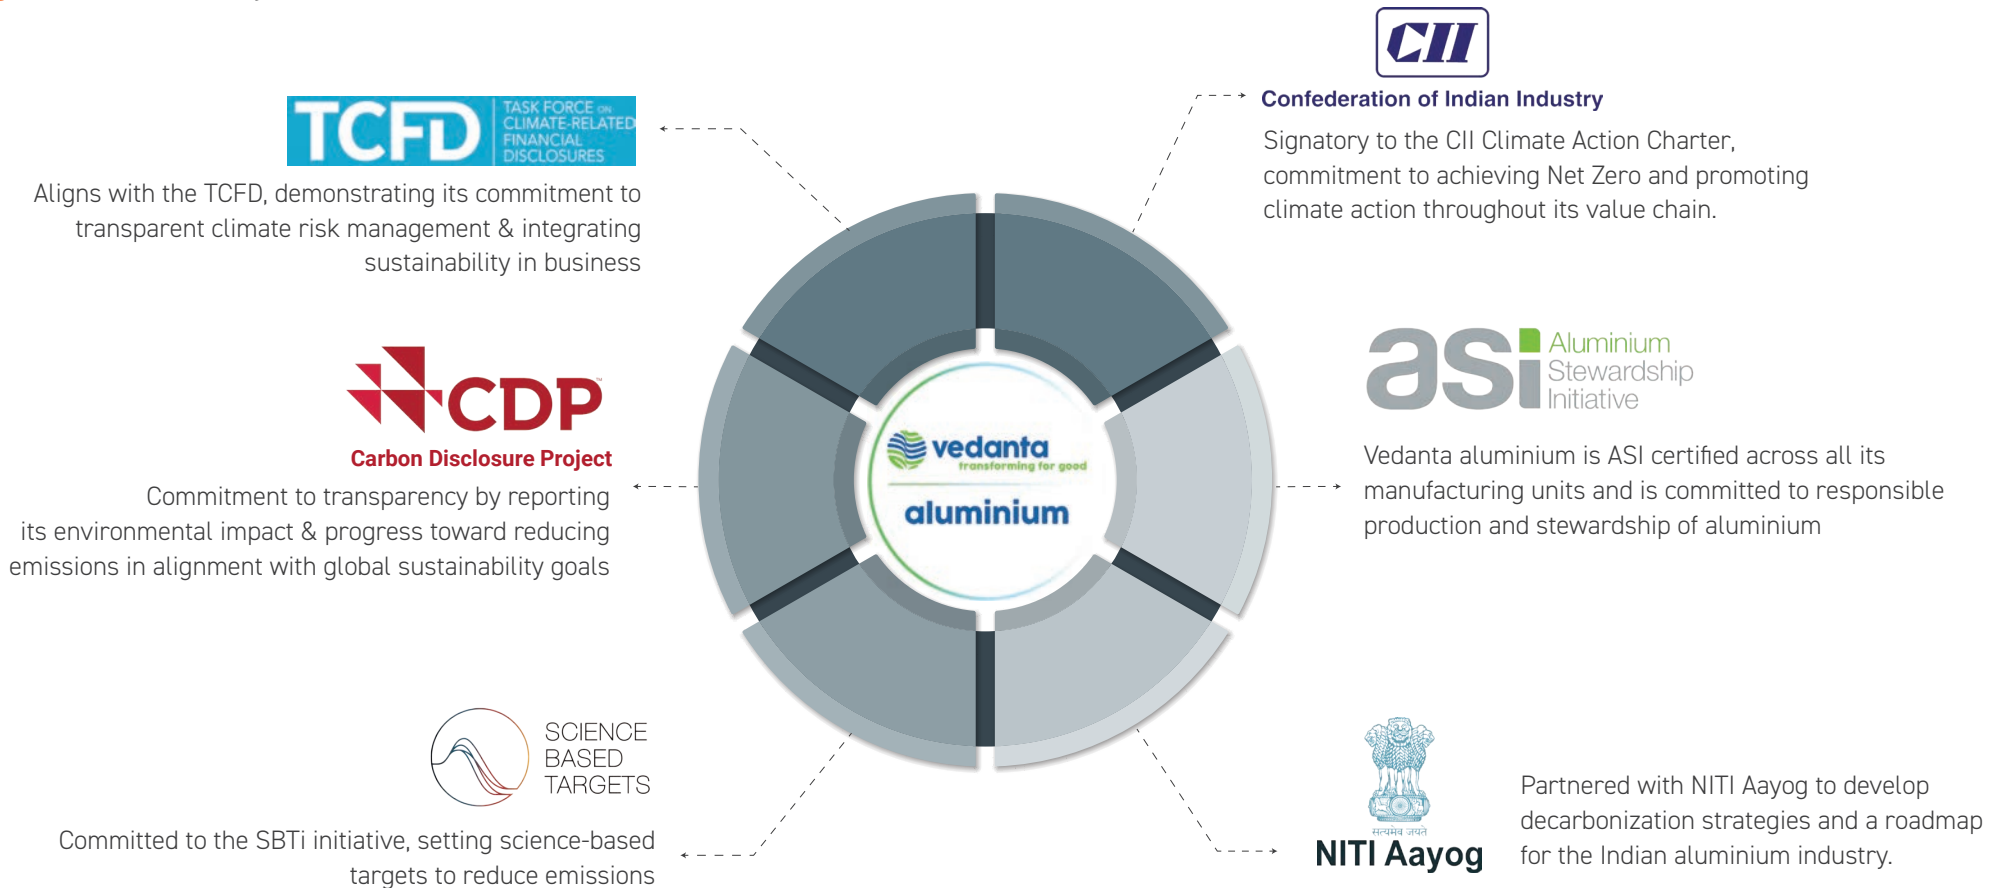 TCFD
TASK FORCE ON
CLIMATE-RELATED
FINANCIAL
DISCLOSURES
Aligns with the TCFD, demonstrating its commitment to
transparent climate risk management & integrating
sustainability in business
CDP
Carbon Disclosure Project
Commitment to transparency by reporting
its environmental impact & progress toward reducing
emissions in alignment with global sustainability goals
SCIENCE
BASED
TARGETS
Committed to the SBTi initiative, setting science-based
targets to reduce emissions
vedanta
transforming for good
aluminium
CII
Confederation of Indian Industry
Signatory to the CII Climate Action Charter,
commitment to achieving Net Zero and promoting
climate action throughout its value chain.
asi
Aluminium
Stewardship
Initiative
Vedanta aluminium is ASI certified across all its
manufacturing units and is committed to responsible
production and stewardship of aluminium
सत्यमेव जयते
NITI Aayog
Partnered with NITI Aayog to develop
decarbonization strategies and a roadmap
for the Indian aluminium industry.